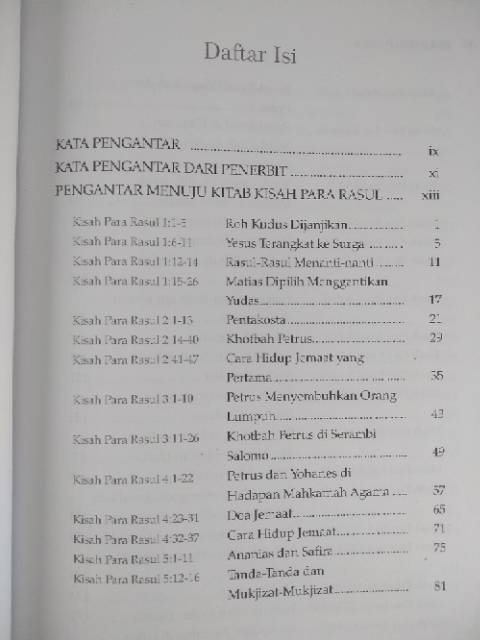 Daftar Isi
KATA PENGANTAR ........ ix
KATA PENGANTAR DARI PENERBIT ........ xi
PENGANTAR MENUJU KITAB KISAH PARA RASUL ..... xiii
Kisah Para Rasul 1:1-5 Roh Kudus Dijanjikan........ 1
Kisah Para Rasul 1:6-11 Yesus Terangkat ke Surga ........ 5
Kisah Para Rasul 1:12-14 Rasul-Rasul Menanti-nanti........ 11
Kisah Para Rasul 1:15-26 Matias Dipilih Menggantikan
Yudas........ 17
Kisah Para Rasul 2:1-13 Pentakosta........ 21
Kisah Para Rasul 2:14-40 Khotbah Petrus........ 29
Kisah Para Rasul 2:41-47 Cara Hidup Jemaat yang
Pertama........ 35
Kisah Para Rasul 3:1-10 Petrus Menyembuhkan Orang
Lumpuh........ 43
Kisah Para Rasul 3:11-26 Khotbah Petrus di Serambi
Salomo........ 49
Kisah Para Rasul 4:1-22 Petrus dan Yohanes di
Hadapan Mahkamah Agama .... 57
Kisah Para Rasul 4:23-31 Doa Jemaat........ 65
Kisah Para Rasul 4:32-37 Cara Hidup Jemaat........ 71
Kisah Para Rasul 5:1-11 Ananias dan Safira........ 75
Kisah Para Rasul 5:12-16 Tanda-Tanda dan
Mukjizat-Mukjizat........ 81